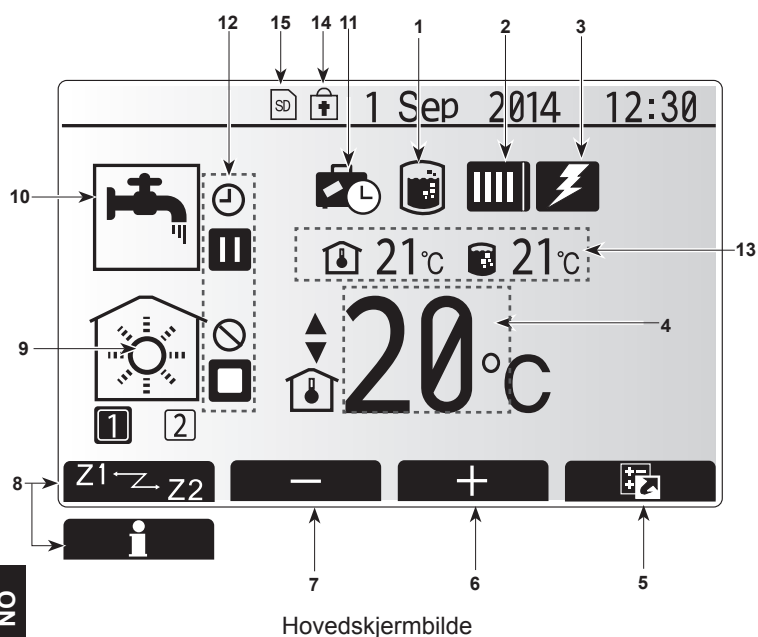 12 15 14 11 1 2 3
SD 1 Sep 2014 12:30
10
21°C 21°C
13
20°C
4
9
1 2
8
Z1 Z2 − +
i
7 6 5
NO
Hovedskjermbilde